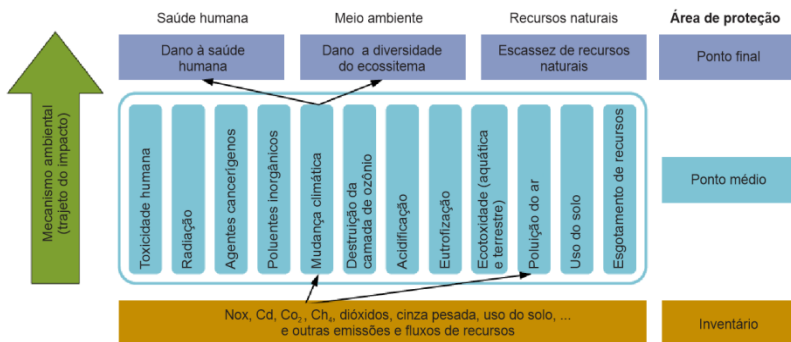 Saúde humana
Meio ambiente
Recursos naturais
Área de proteção
Dano à saúde
humana
Dano a diversidade
do ecossitema
Escassez de recursos
naturais
Ponto final
Mecanismo ambiental
(trajeto do impacto)
Toxicidade humana
Radiação
Agentes cancerígenos
Poluentes inorgânicos
Mudança climática
Destruição da
camada de ozônio
Acidificação
Eutrofização
Ecotoxidade (aquática
e terrestre)
Poluição do ar
Uso do solo
Esgotamento de recursos
Ponto médio
Nox, Cd, Co₂, Ch₄, dióxidos, cinza pesada, uso do solo, ...
e outras emissões e fluxos de recursos
Inventário